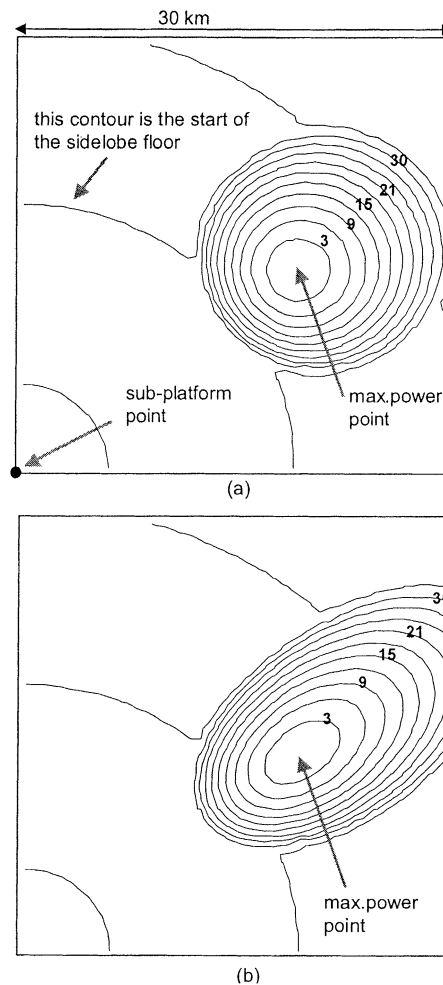 30 km
this contour is the start of
the sidelobe floor
30
21
15
9
3
sub-platform
point
max.power
point
(a)
3
21
15
9
3
max.power
point
(b)